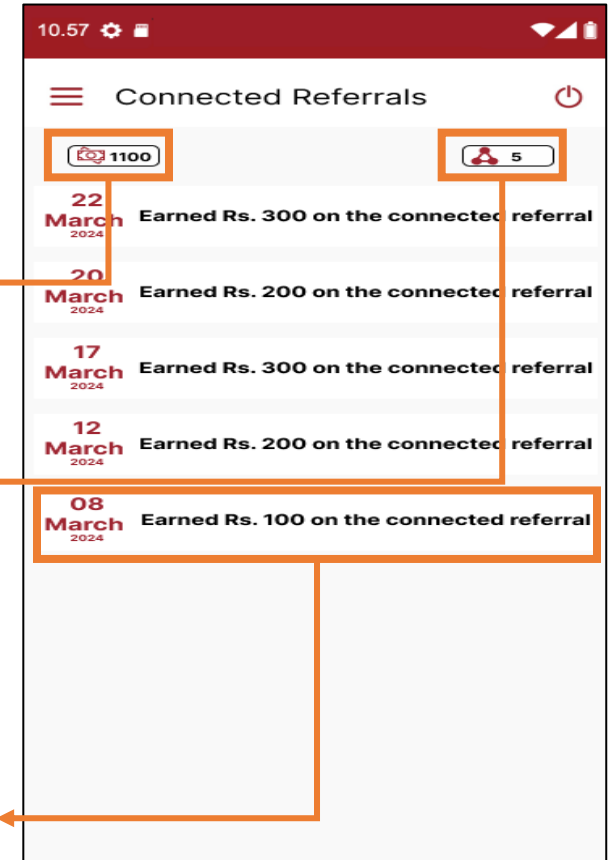 10.57
Connected Referrals
1100
5
22
March
2024
Earned Rs. 300 on the connected referral
20
March
2024
Earned Rs. 200 on the connected referral
17
March
2024
Earned Rs. 300 on the connected referral
12
March
2024
Earned Rs. 200 on the connected referral
08
March
2024
Earned Rs. 100 on the connected referral